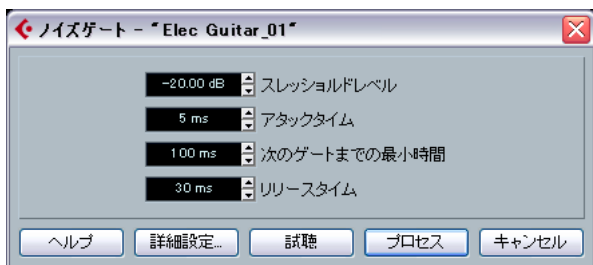 ノイズゲート - "Elec Guitar_01"
-20.00 dB スレッショルドレベル
5 ms アタックタイム
100 ms 次のゲートまでの最小時間
30 ms リリースタイム
ヘルプ 詳細設定... 試聴 プロセス キャンセル